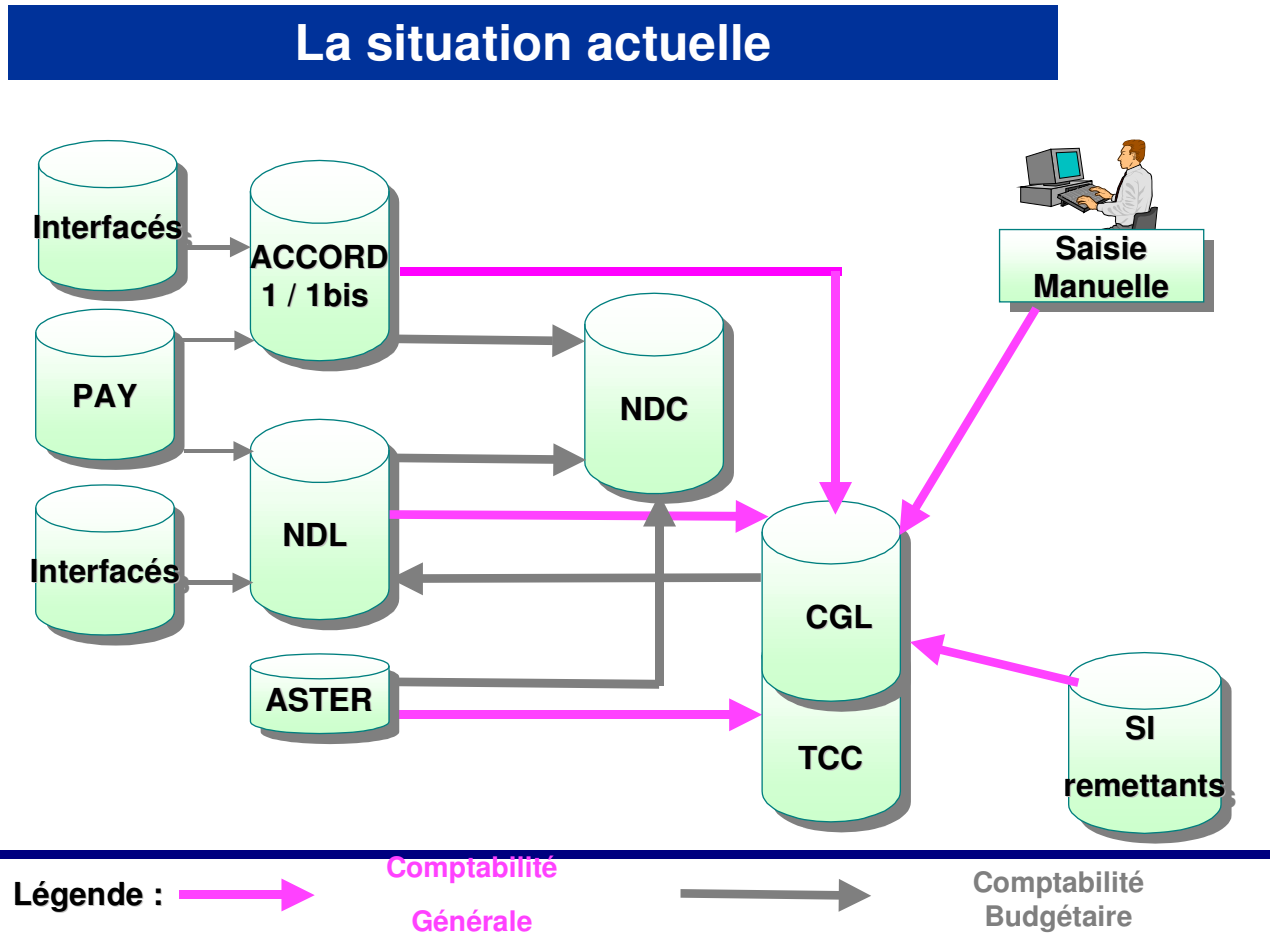 La situation actuelle
Interfacés
ACCORD
1 / 1bis
Saisie
Manuelle
PAY
NDC
NDL
Interfacés
CGL
ASTER
TCC
SI
remettants
Légende :
Comptabilité
Générale
Comptabilité
Budgétaire